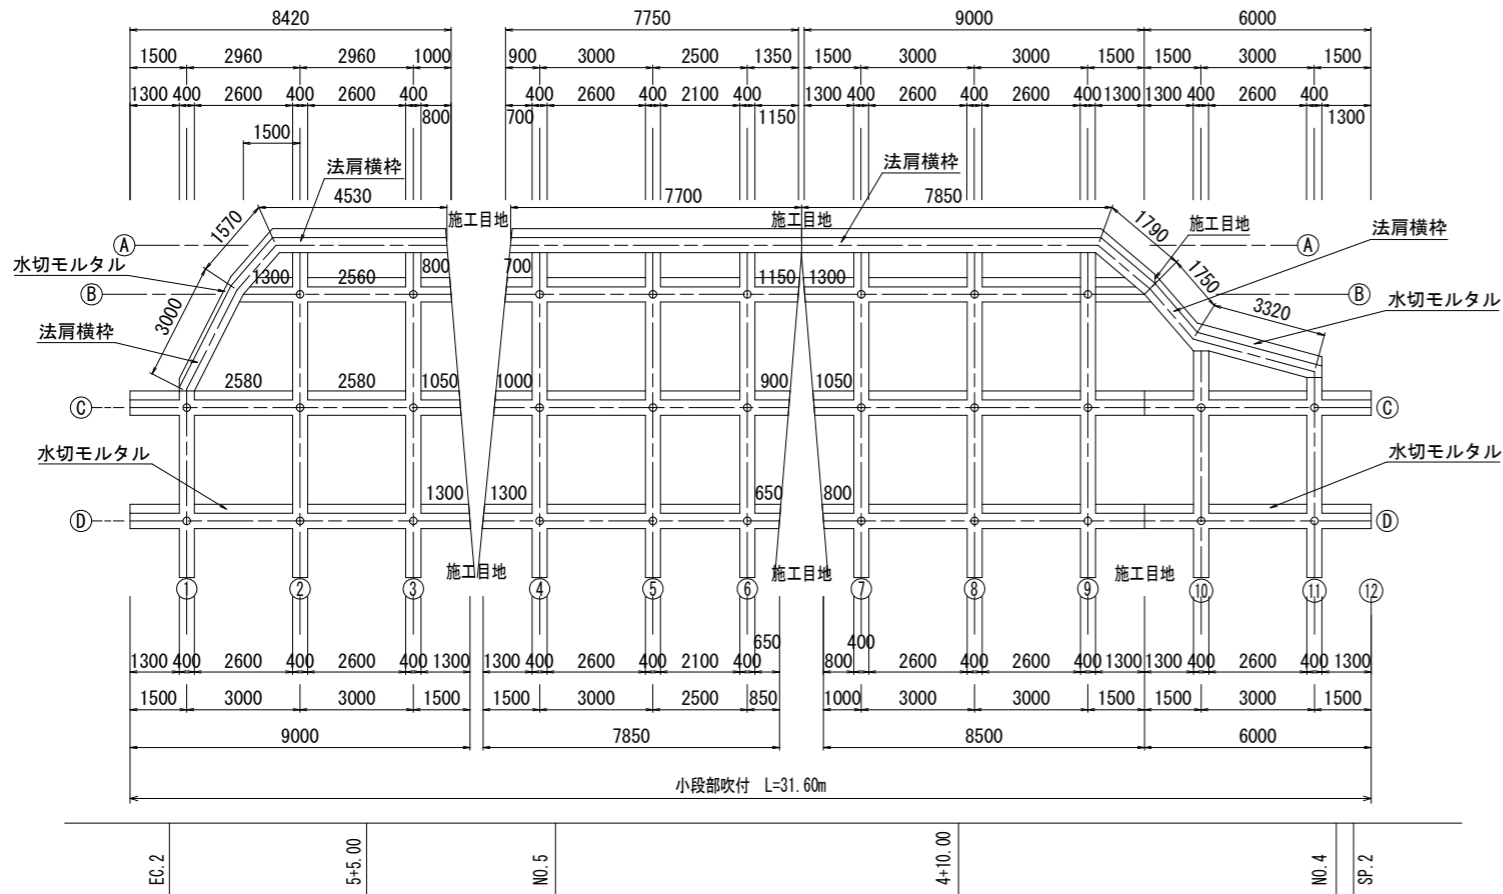 8420 7750 9000 6000
1500 2960 2960 1000 900 3000 2500 1350 1500 3000 3000 1500 1500 3000 1500
1300 400 2600 400 2600 400 400 2600 400 2100 400 1300 400 2600 400 2600 400 1300 1300 400 2600 400
800 700 1150 1300
1500
法肩横枠 法肩横枠
4530 7700 7850
1570 施工目地 施工目地 1790 施工目地 法肩横枠
A A
水切モルタル 1300 2560 800 700 1150 1300 1750
B B
3000 3320 水切モルタル
法肩横枠
2580 2580 1050 1000 900 1050
C C
水切モルタル 水切モルタル
1300 1300 650 800
D D
施工目地 施工目地 施工目地
1 2 3 4 5 6 7 8 9 10 11 12
650 400
1300 400 2600 400 2600 400 1300 1300 400 2600 400 2100 400 800 2600 400 2600 400 1300 1300 400 2600 400 1300
1500 3000 3000 1500 1500 3000 2500 850 1000 3000 3000 1500 1500 3000 1500
9000 7850 8500 6000
小段部吹付 L=31.60m
EC.2 5+5.00 NO.5 4+10.00 NO.4 SP.2